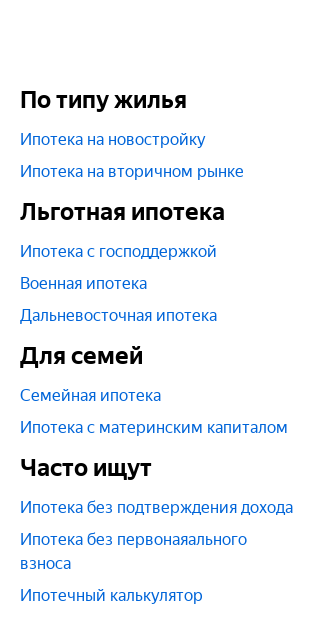 По типу жилья
Ипотека на новостройку
Ипотека на вторичном рынке
Льготная ипотека
Ипотека с господдержкой
Военная ипотека
Дальневосточная ипотека
Для семей
Семейная ипотека
Ипотека с материнским капиталом
Часто ищут
Ипотека без подтверждения дохода
Ипотека без первонаяального
взноса
Ипотечный калькулятор